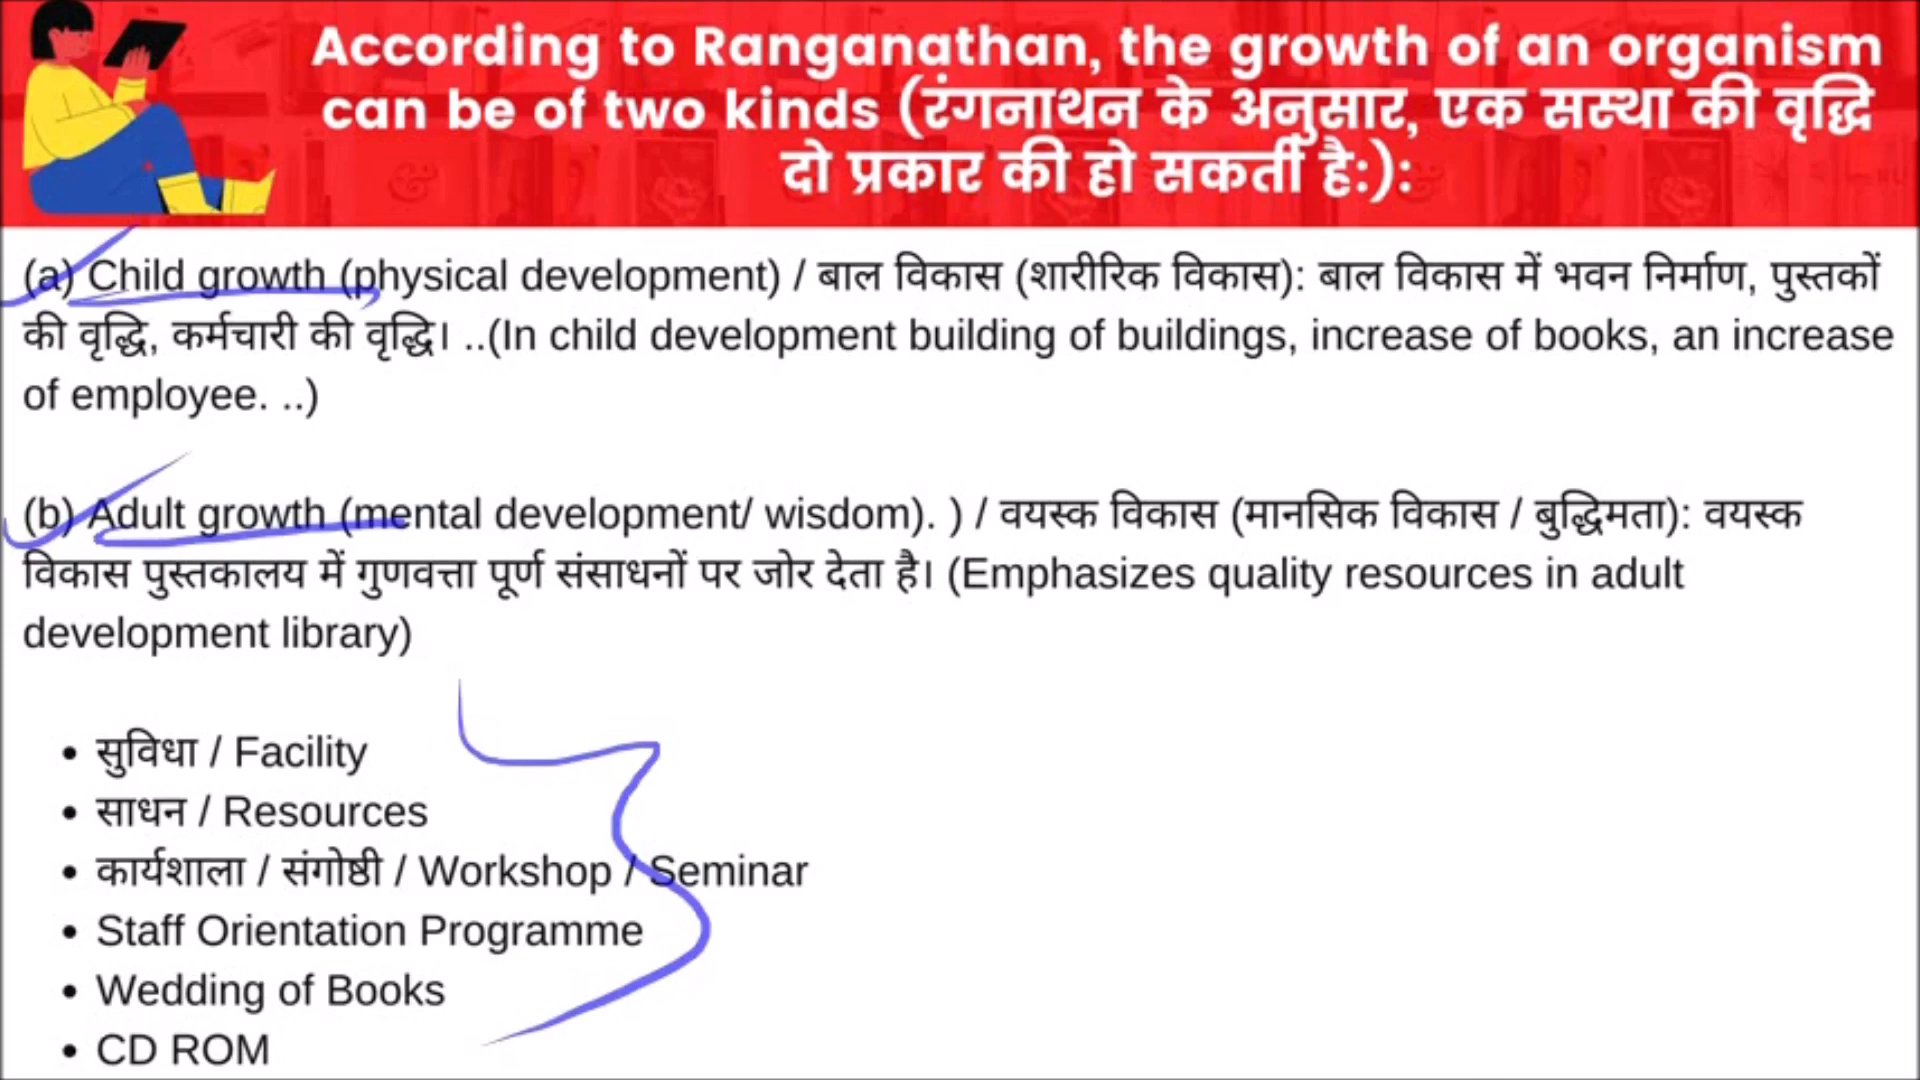 According to Ranganathan, the growth of an organism
can be of two kinds (रंगनाथन के अनुसार, एक सस्था की वृद्धि
दो प्रकार की हो सकती है:):
(a) Child growth (physical development) / बाल विकास (शारीरिक विकास): बाल विकास में भवन निर्माण, पुस्तकों
की वृद्धि, कर्मचारी की वृद्धि। ..(In child development building of buildings, increase of books, an increase
of employee. ..)
(b) Adult growth (mental development/ wisdom). ) / वयस्क विकास (मानसिक विकास / बुद्धिमता): वयस्क
विकास पुस्तकालय में गुणवत्ता पूर्ण संसाधनों पर जोर देता है। (Emphasizes quality resources in adult
development library)
• सुविधा / Facility
• साधन / Resources
• कार्यशाला / संगोष्ठी / Workshop / Seminar
• Staff Orientation Programme
• Wedding of Books
• CD ROM